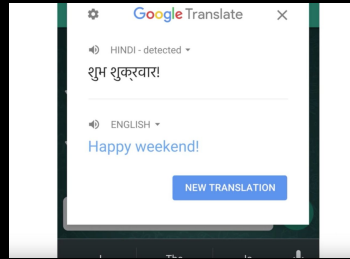 Google Translate
HINDI - detected
शुभ शुक्रवार!
ENGLISH
Happy weekend!
NEW TRANSLATION